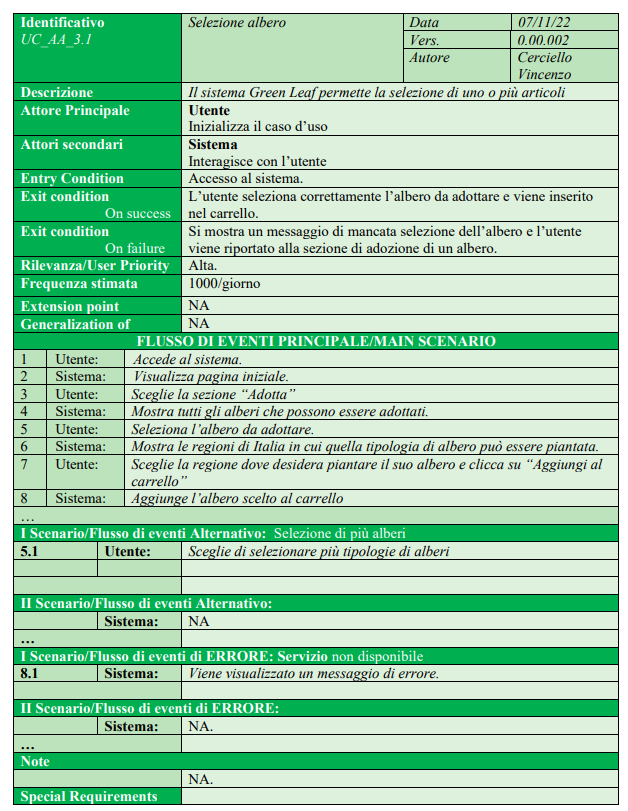 Identificativo Selezione albero Data 07/11/22
UC_AA_3.1 Vers. 0.00.002
Autore Cerciello
Vincenzo
Descrizione Il sistema Green Leaf permette la selezione di uno o più articoli
Attore Principale Utente
Inizializza il caso d’uso
Attori secondari Sistema
Interagisce con l’utente
Entry Condition Accesso al sistema.
Exit condition L’utente seleziona correttamente l’albero da adottare e viene inserito
On success nel carrello.
Exit condition Si mostra un messaggio di mancata selezione dell’albero e l’utente
On failure viene riportato alla sezione di adozione di un albero.
Rilevanza/User Priority Alta.
Frequenza stimata 1000/giorno
Extension point NA
Generalization of NA
FLUSSO DI EVENTI PRINCIPALE/MAIN SCENARIO
1 Utente: Accede al sistema.
2 Sistema: Visualizza pagina iniziale.
3 Utente: Sceglie la sezione “Adotta”
4 Sistema: Mostra tutti gli alberi che possono essere adottati.
5 Utente: Seleziona l’albero da adottare.
6 Sistema: Mostra le regioni di Italia in cui quella tipologia di albero può essere piantata.
7 Utente: Sceglie la regione dove desidera piantare il suo albero e clicca su “Aggiungi al
carrello”
8 Sistema: Aggiunge l’albero scelto al carrello
…
I Scenario/Flusso di eventi Alternativo: Selezione di più alberi
5.1 Utente: Sceglie di selezionare più tipologie di alberi
II Scenario/Flusso di eventi Alternativo:
Sistema: NA
…
I Scenario/Flusso di eventi di ERRORE: Servizio non disponibile
8.1 Sistema: Viene visualizzato un messaggio di errore.
II Scenario/Flusso di eventi di ERRORE:
Sistema: NA.
…
Note
NA.
Special Requirements